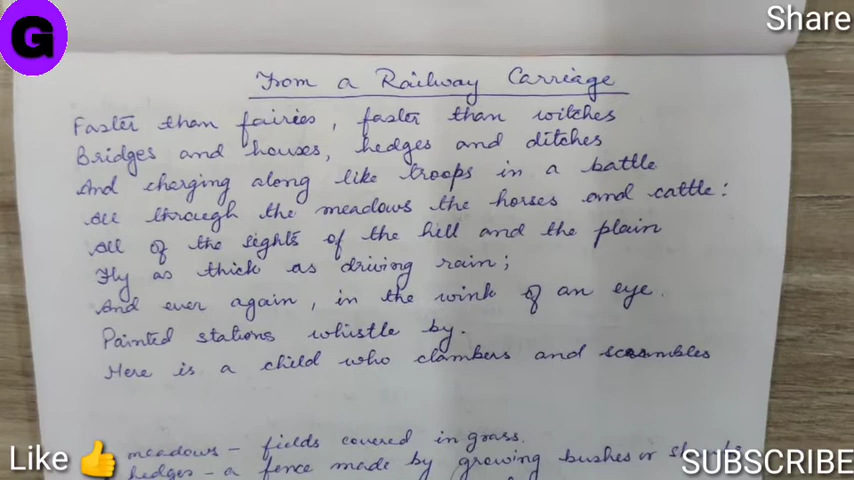 G
Share
From a Railway Carriage
Faster than fairies, faster than witches
Bridges and houses, hedges and ditches
And charging along like troops in a battle
All through the meadows the horses and cattle:
All of the sights of the hill and the plain
Fly as thick as driving rain;
And ever again, in the wink of an eye.
Painted stations whistle by.
Here is a child who clambers and scrambles
meadows - fields covered in grass.
hedges - a fence made by growing bushes or
Like
SUBSCRIBE